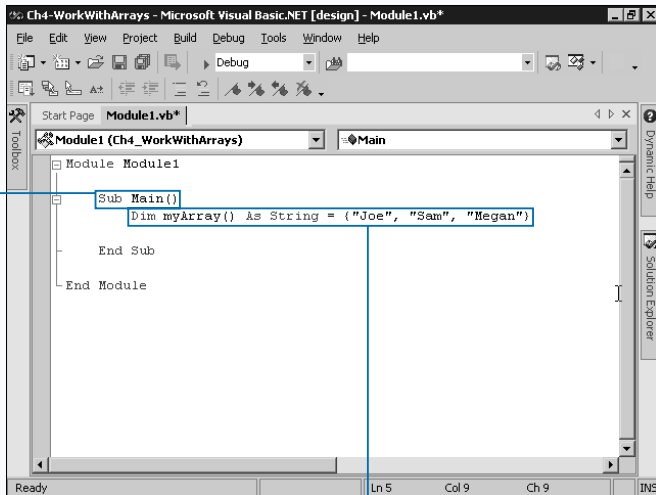 Ch4-WorkWithArrays - Microsoft Visual Basic.NET [design] - Module1.vb*
File Edit View Project Build Debug Tools Window Help
Debug
Start Page Module1.vb*
Toolbox
Module1 (Ch4_WorkWithArrays) Main
Module Module1
Sub Main()
Dim myArray() As String = {"Joe", "Sam", "Megan"}
End Sub
End Module
Dynamic Help
Solution Explorer
Ready Ln 5 Col 9 Ch 9 INS